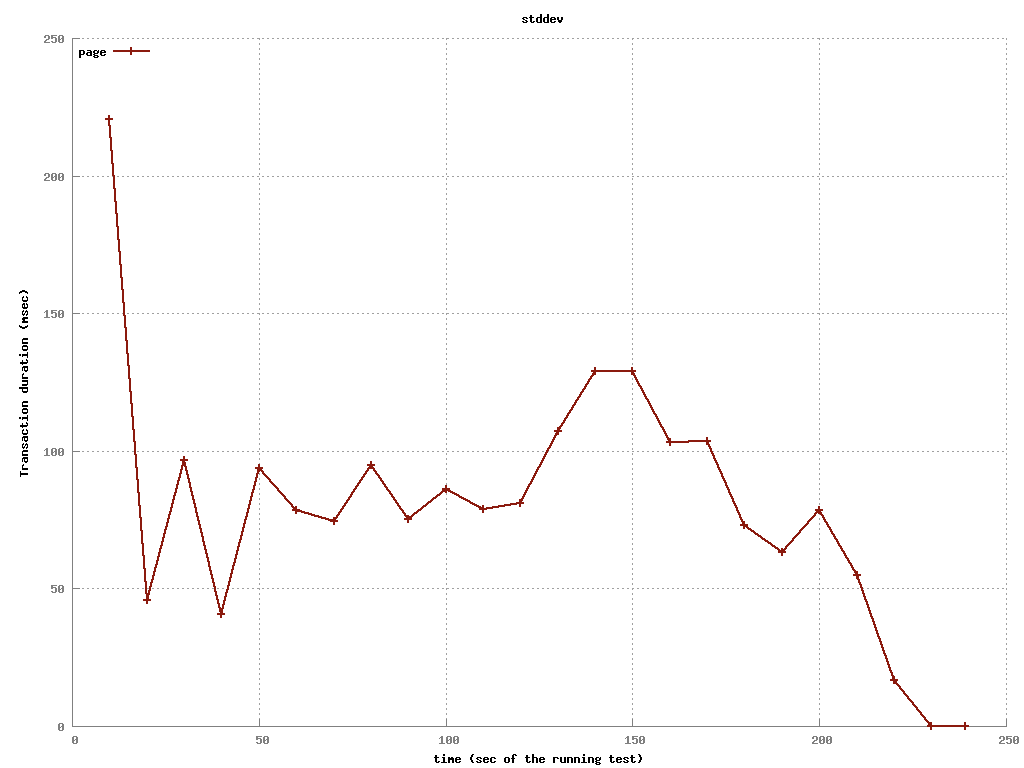 stddev
250
page
200
150
100
50
0
Transaction duration (msec)
0 50 100 150 200 250
time (sec of the running test)